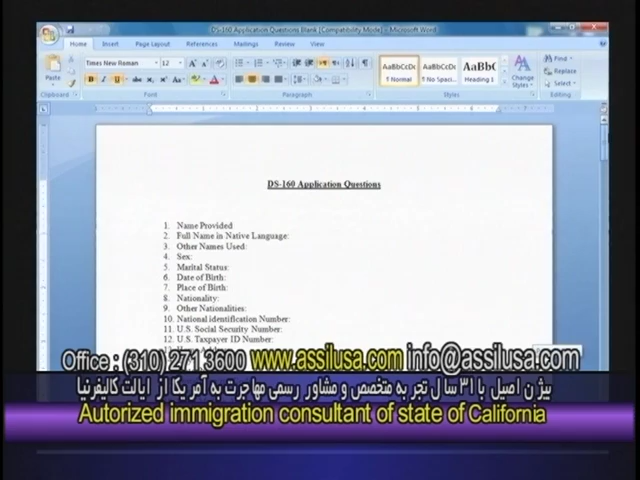 DS-160 Application Questions Blank [Compatibility Mode] - Microsoft Word
Home Insert Page Layout References Mailings Review View
Times New Roman 12
Paste
B I U
AaBbCcDc AaBbCcDc AaBbC
¶ Normal ¶ No Spaci... Heading 1
Change Styles
Find
Replace
Select
Clipboard Font Paragraph Styles Editing
DS-160 Application Questions
1. Name Provided
2. Full Name in Native Language:
3. Other Names Used:
4. Sex:
5. Marital Status:
6. Date of Birth:
7. Place of Birth:
8. Nationality:
9. Other Nationalities:
10. National identification Number:
11. U.S. Social Security Number:
12. U.S. Taxpayer ID Number:
Office : (310) 271 3600 www.assilusa.com info@assilusa.com
بیژن اصیل با ۳۱ سال تجربه متخصص و مشاور رسمی مهاجرت به آمریکا از ایالت کالیفرنیا
Autorized immigration consultant of state of California